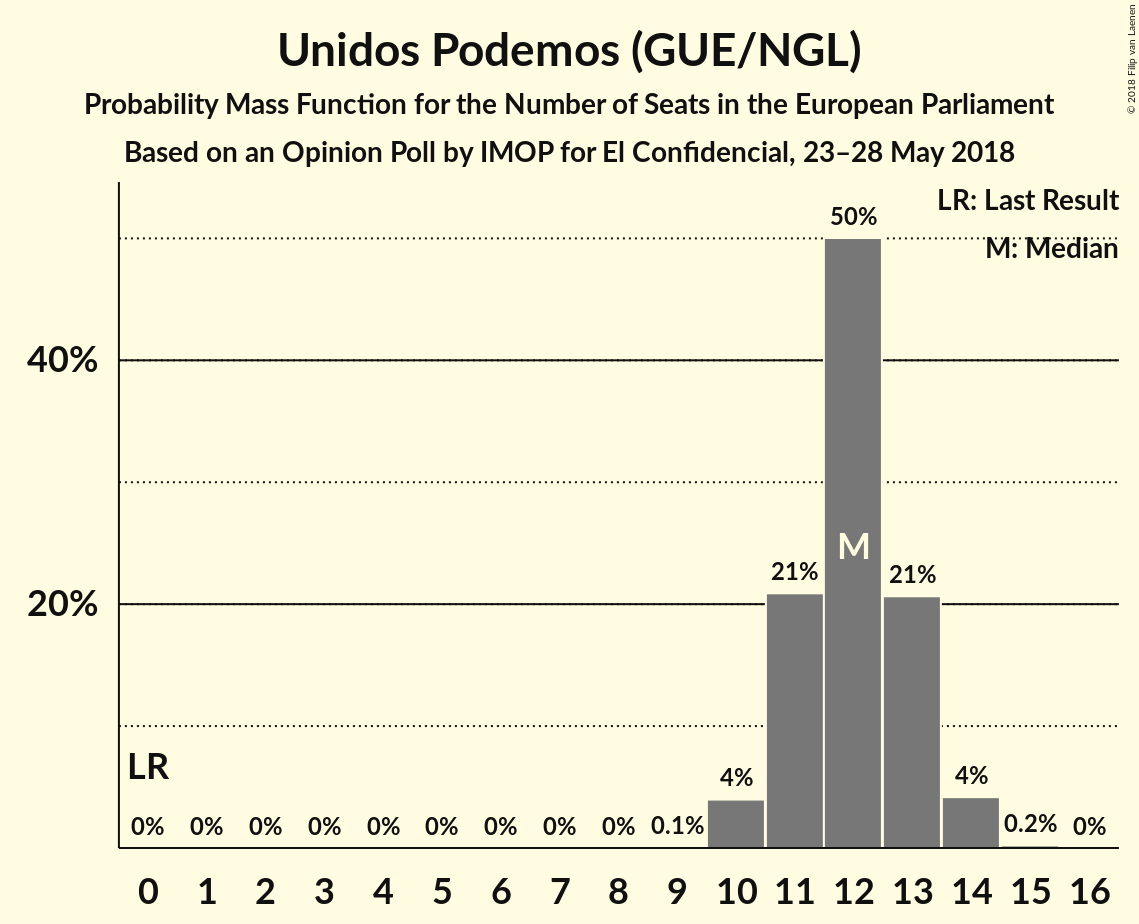 Unidos Podemos (GUE/NGL)
Probability Mass Function for the Number of Seats in the European Parliament
Based on an Opinion Poll by IMOP for El Confidencial, 23–28 May 2018
© 2018 Filip van Laenen
LR: Last Result
M: Median
50%
40%
M
21%
21%
20%
LR
4%
4%
0% 0% 0% 0% 0% 0% 0% 0% 0% 0.1% 0.2% 0%
0 1 2 3 4 5 6 7 8 9 10 11 12 13 14 15 16